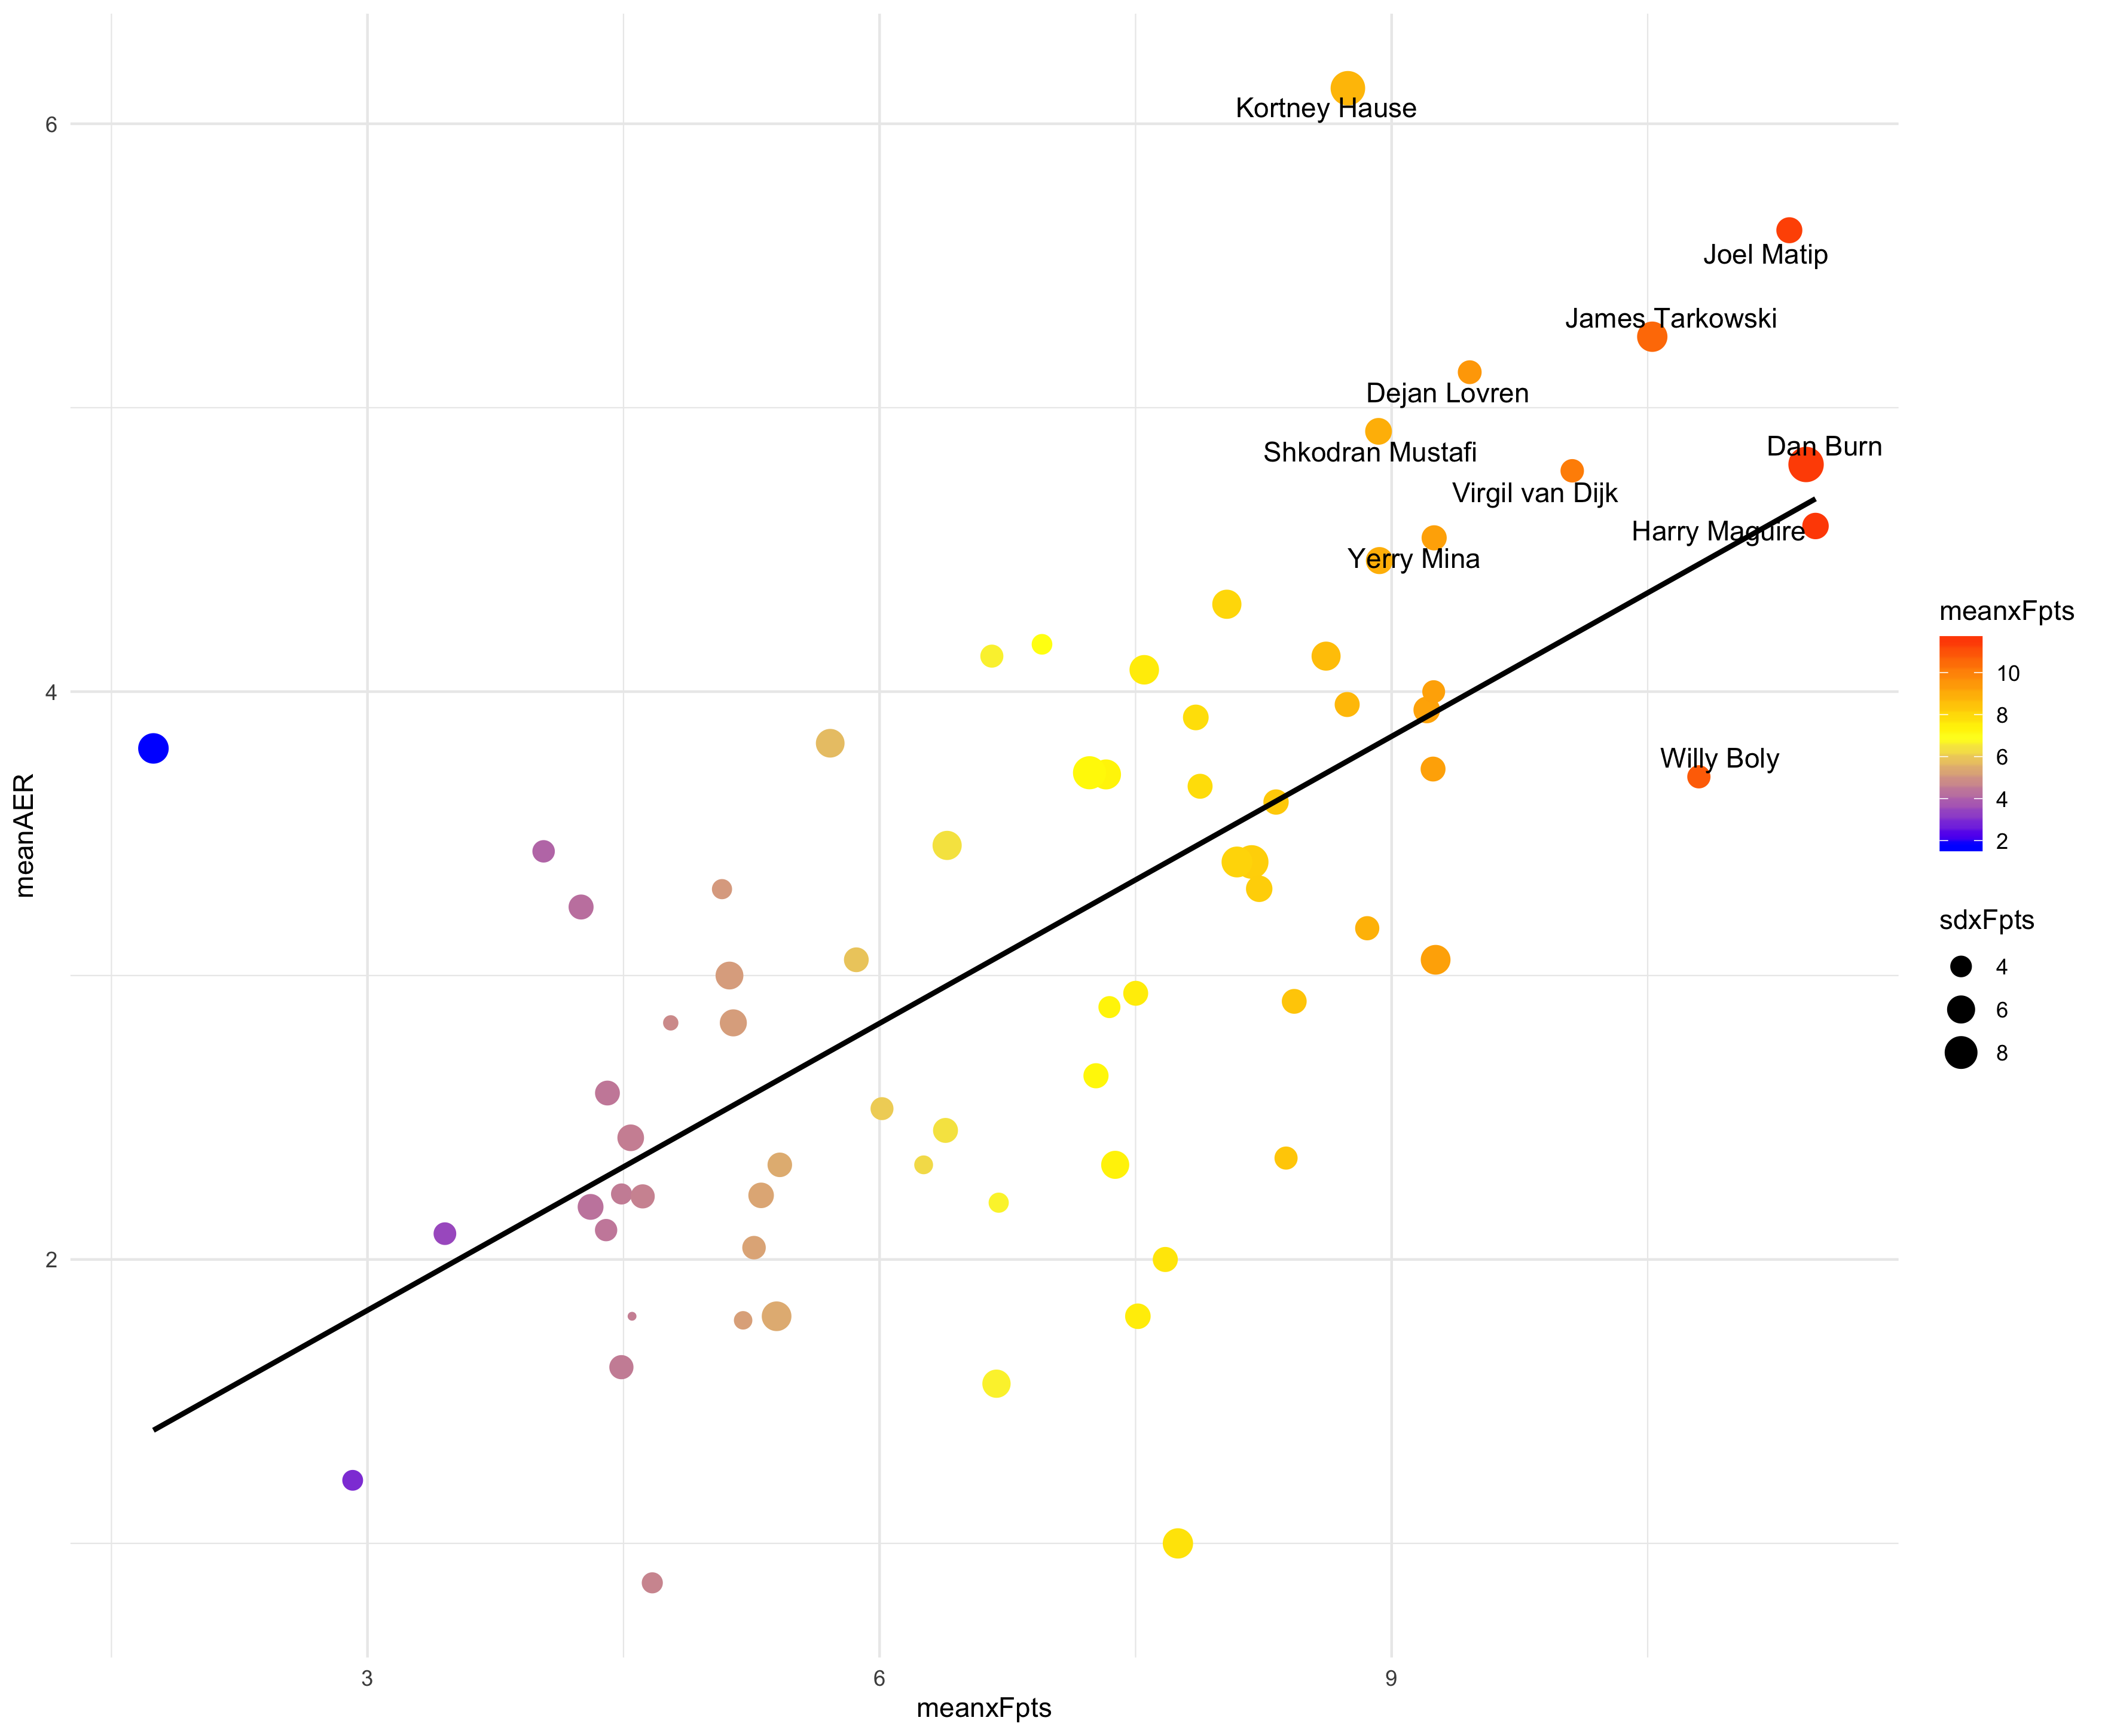 Kortney Hause
Joel Matip
James Tarkowski
Dejan Lovren
Dan Burn
Shkodran Mustafi
Virgil van Dijk
Harry Maguire
Yerry Mina
Willy Boly
6
4
2
meanAER
3
6
9
meanxFpts
meanxFpts
10
8
6
4
2
sdxFpts
4
6
8